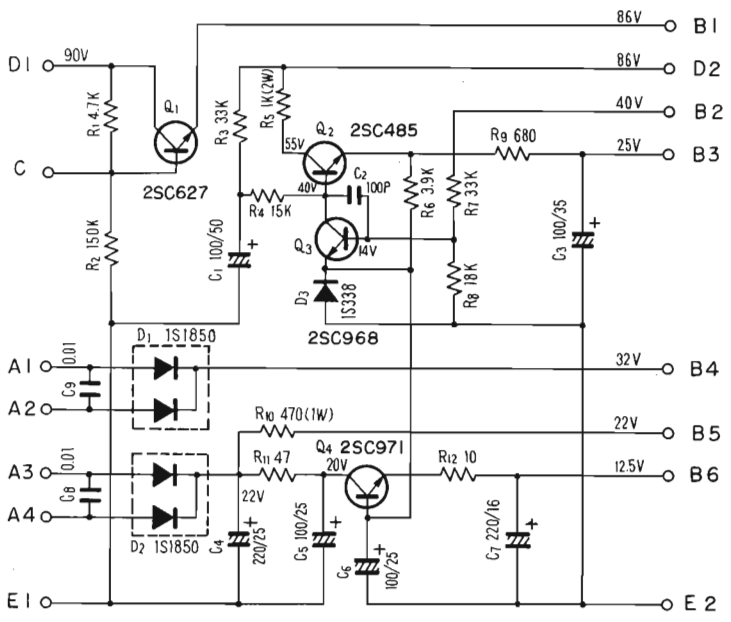 86V B1
D1 90V 86V D2
Q1
R1 4.7K
R3 33K
R5 1K(2W)
40V B2
Q2 2SC485
R9 680
25V B3
55V
C
2SC627
40V
C2
100P
R4 15K
R6 3.9K
R7 33K
R2 150K
C1 100/50
+
Q3
14V
C3 100/35
+
R8 18K
D3
1S338
2SC968
D1 1S1850
A1 0.01
32V B4
C9
A2
R10 470(1W)
22V B5
Q4 2SC971
A3 0.01
R11 47
20V
R12 10
12.5V B6
C8
22V
A4
D2 1S1850
C4 220/25
+
C5 100/25
+
C6 100/25
+
C7 220/16
+
E1
E2